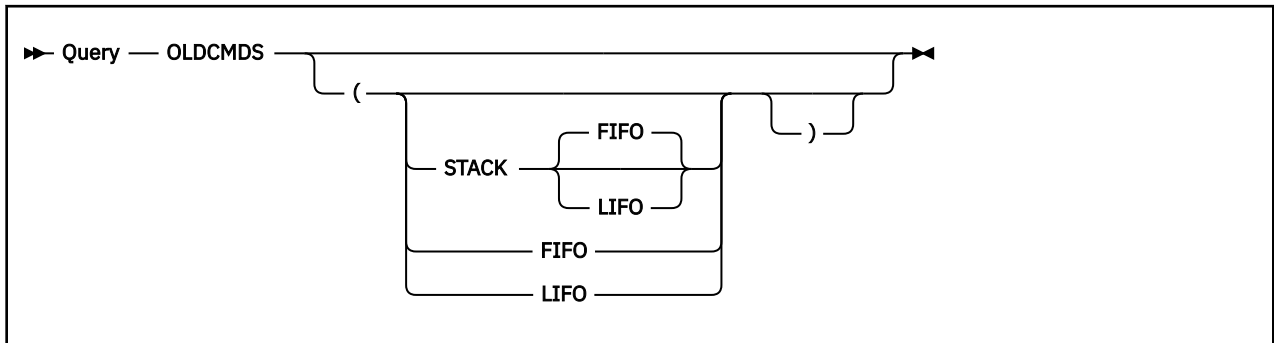 Query OLDCMDS
(
FIFO
)
STACK
LIFO
FIFO
LIFO